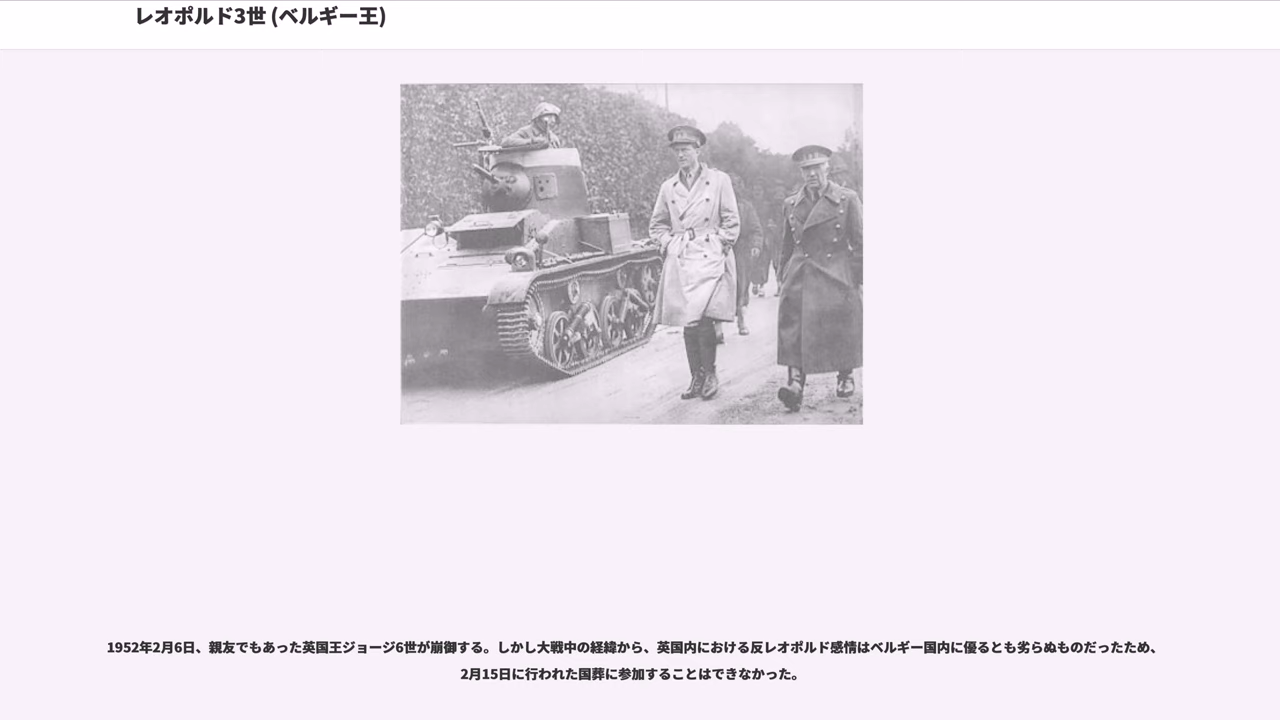 レオポルド3世 (ベルギー王)
1952年2月6日、親友でもあった英国王ジョージ6世が崩御する。しかし大戦中の経緯から、英国内における反レオポルド感情はベルギー国内に優るとも劣らぬものだったため、
2月15日に行われた国葬に参加することはできなかった。